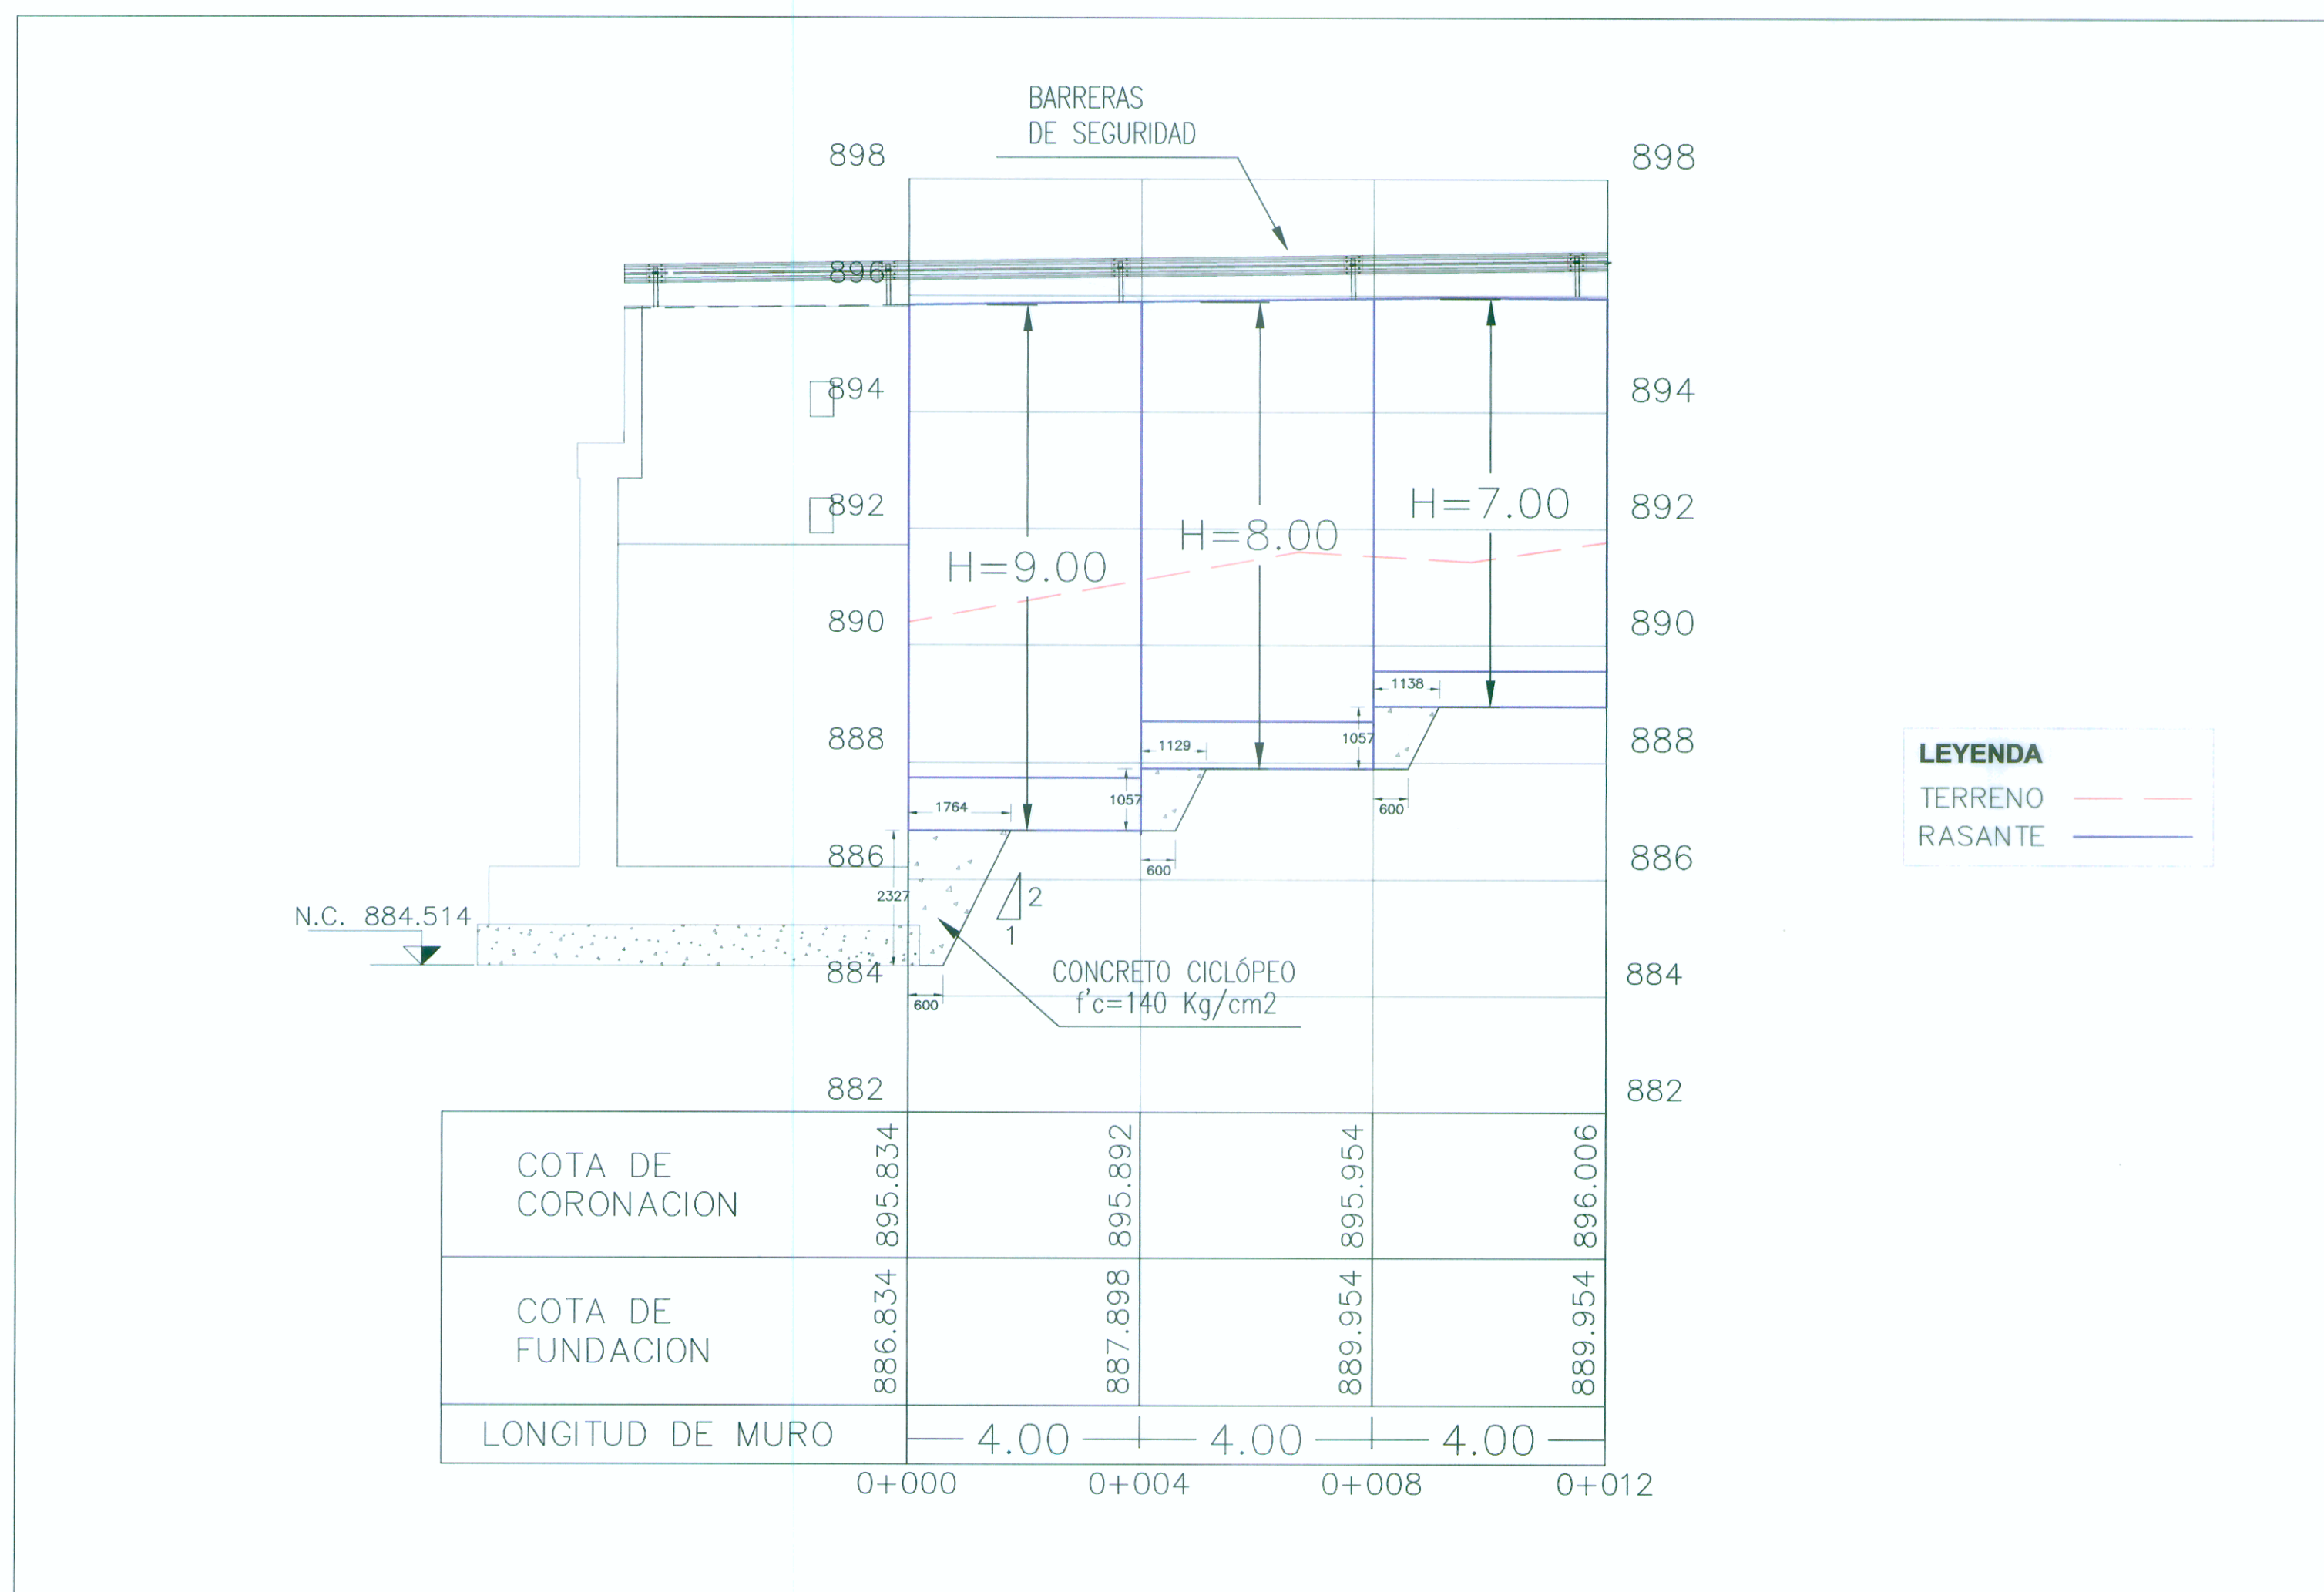 BARRERAS
DE SEGURIDAD
898
898
896
894
894
892
892
H=7.00
H=8.00
H=9.00
890
890
1138
888
1057
1129
888
LEYENDA
TERRENO
RASANTE
1764
1057
600
886
886
600
2327
2
1
N.C. 884.514
884
CONCRETO CICLÓPEO
f'c=140 Kg/cm2
884
600
882
882
COTA DE
CORONACION
895.834
895.892
895.954
896.006
COTA DE
FUNDACION
886.834
887.898
889.954
889.954
LONGITUD DE MURO
4.00
4.00
4.00
0+000
0+004
0+008
0+012